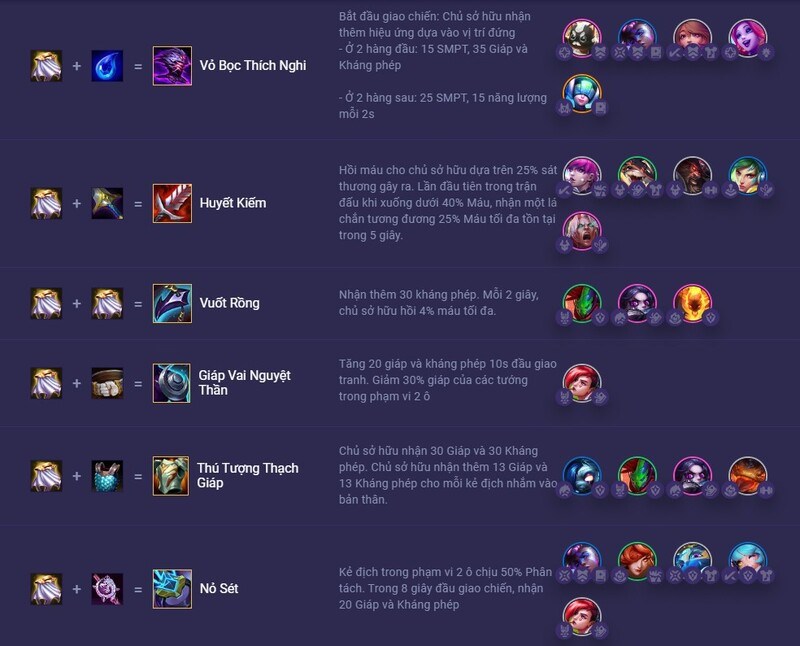 Bắt đầu giao chiến: Chủ sở hữu nhận
thêm hiệu ứng dựa vào vị trí đứng
- Ở 2 hàng đầu: 15 SMPT, 35 Giáp và
Kháng phép
- Ở 2 hàng sau: 25 SMPT, 15 năng lượng
mỗi 2s
+ = Vỏ Bọc Thích Nghi
Hồi máu cho chủ sở hữu dựa trên 25% sát
thương gây ra. Lần đầu tiên trong trận
đấu khi xuống dưới 40% Máu, nhận một lá
chắn tương đương 25% Máu tối đa tồn tại
trong 5 giây.
+ = Huyết Kiếm
Nhận thêm 30 kháng phép. Mỗi 2 giây,
chủ sở hữu hồi 4% máu tối đa.
+ = Vuốt Rồng
Tăng 20 giáp và kháng phép 10s đầu giao
tranh. Giảm 30% giáp của các tướng
trong phạm vi 2 ô
+ = Giáp Vai Nguyệt
Thần
Chủ sở hữu nhận 30 Giáp và 30 Kháng
phép. Chủ sở hữu nhận thêm 13 Giáp và
13 Kháng phép cho mỗi kẻ địch nhắm vào
bản thân.
+ = Thú Tượng Thạch
Giáp
Kẻ địch trong phạm vi 2 ô chịu 50% Phân
tách. Trong 8 giây đầu giao chiến, nhận
20 Giáp và Kháng phép
+ = Nỏ Sét